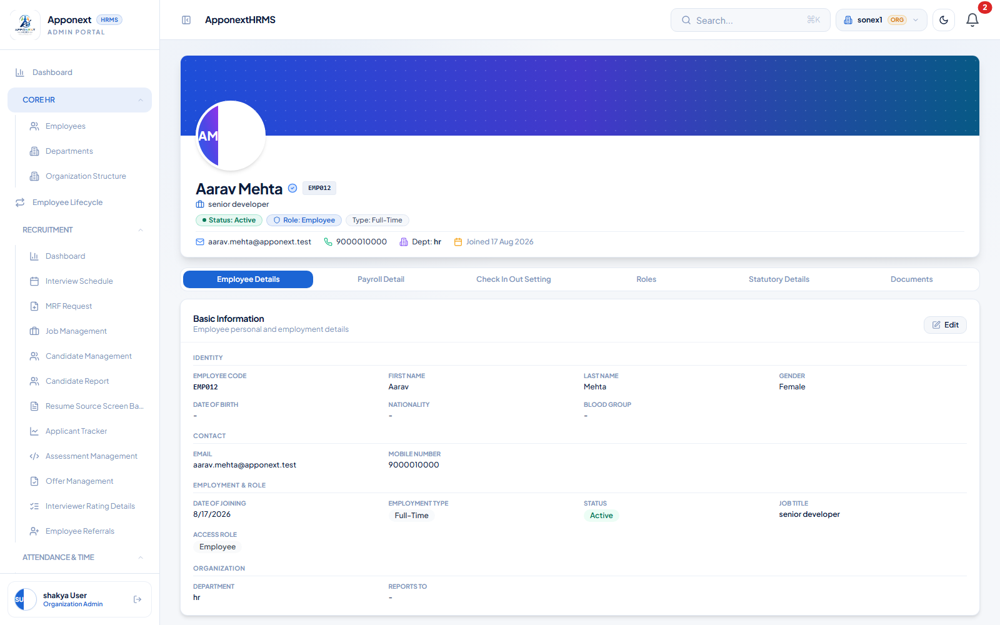 Apponext HRMS
ADMIN PORTAL
Dashboard
CORE HR
Employees
Departments
Organization Structure
Employee Lifecycle
RECRUITMENT
Dashboard
Interview Schedule
MRF Request
Job Management
Candidate Management
Candidate Report
Resume Source Screen Ba...
Applicant Tracker
Assessment Management
Offer Management
Interviewer Rating Details
Employee Referrals
ATTENDANCE & TIME
SU
shakya User
Organization Admin
ApponextHRMS
Search...
⌘K
sonex1 ORG
2
AM
Aarav Mehta EMP012
senior developer
Status: Active Role: Employee Type: Full-Time
aarav.mehta@apponext.test 9000010000 Dept: hr Joined 17 Aug 2026
Employee Details Payroll Detail Check In Out Setting Roles Statutory Details Documents
Basic Information
Employee personal and employment details
Edit
IDENTITY
EMPLOYEE CODE FIRST NAME LAST NAME GENDER
EMP012 Aarav Mehta Female
DATE OF BIRTH NATIONALITY BLOOD GROUP
- - -
CONTACT
EMAIL MOBILE NUMBER
aarav.mehta@apponext.test 9000010000
EMPLOYMENT & ROLE
DATE OF JOINING EMPLOYMENT TYPE STATUS JOB TITLE
8/17/2026 Full-Time Active senior developer
ACCESS ROLE
Employee
ORGANIZATION
DEPARTMENT REPORTS TO
hr -